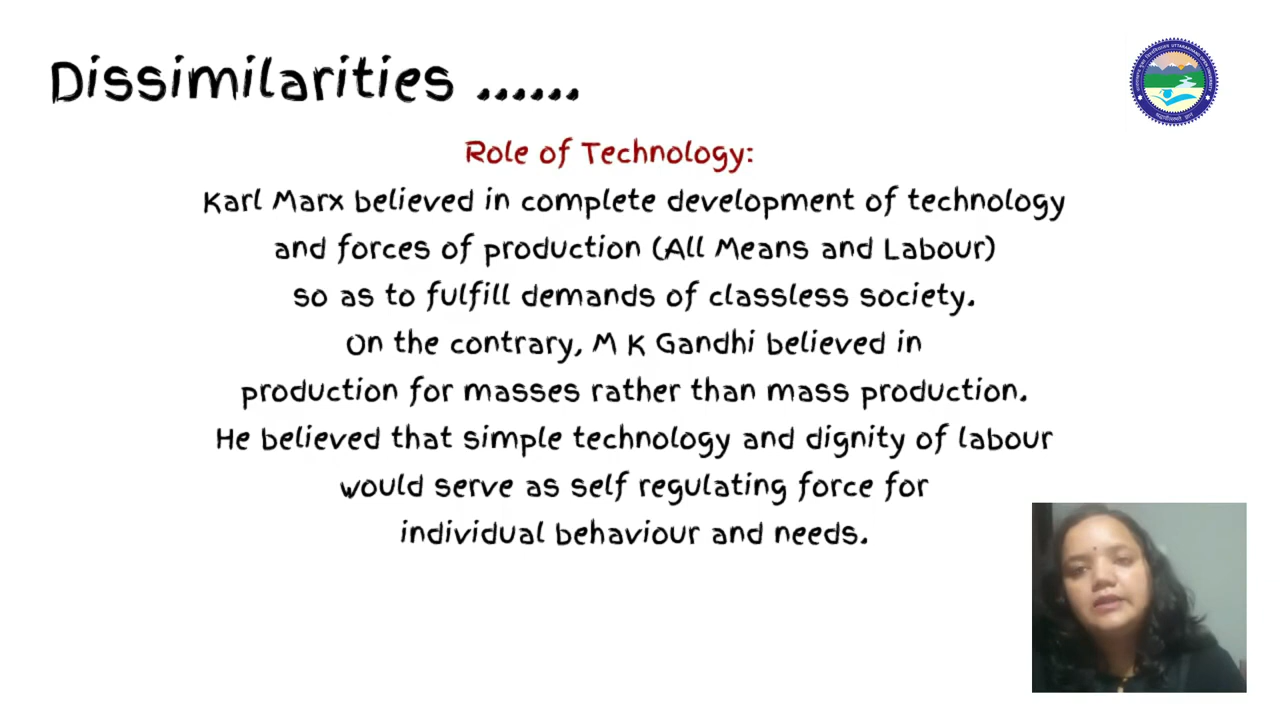 Dissimilarities ......
Role of Technology:
Karl Marx believed in complete development of technology
and forces of production (All Means and Labour)
so as to fulfill demands of classless society.
On the contrary, M K Gandhi believed in
production for masses rather than mass production.
He believed that simple technology and dignity of labour
would serve as self regulating force for
individual behaviour and needs.